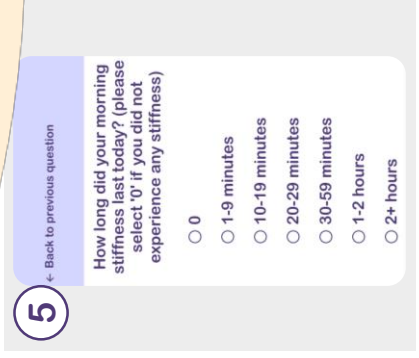 5
← Back to previous question
How long did your morning
stiffness last today? (please
select '0' if you did not
experience any stiffness)
0
1-9 minutes
10-19 minutes
20-29 minutes
30-59 minutes
1-2 hours
2+ hours